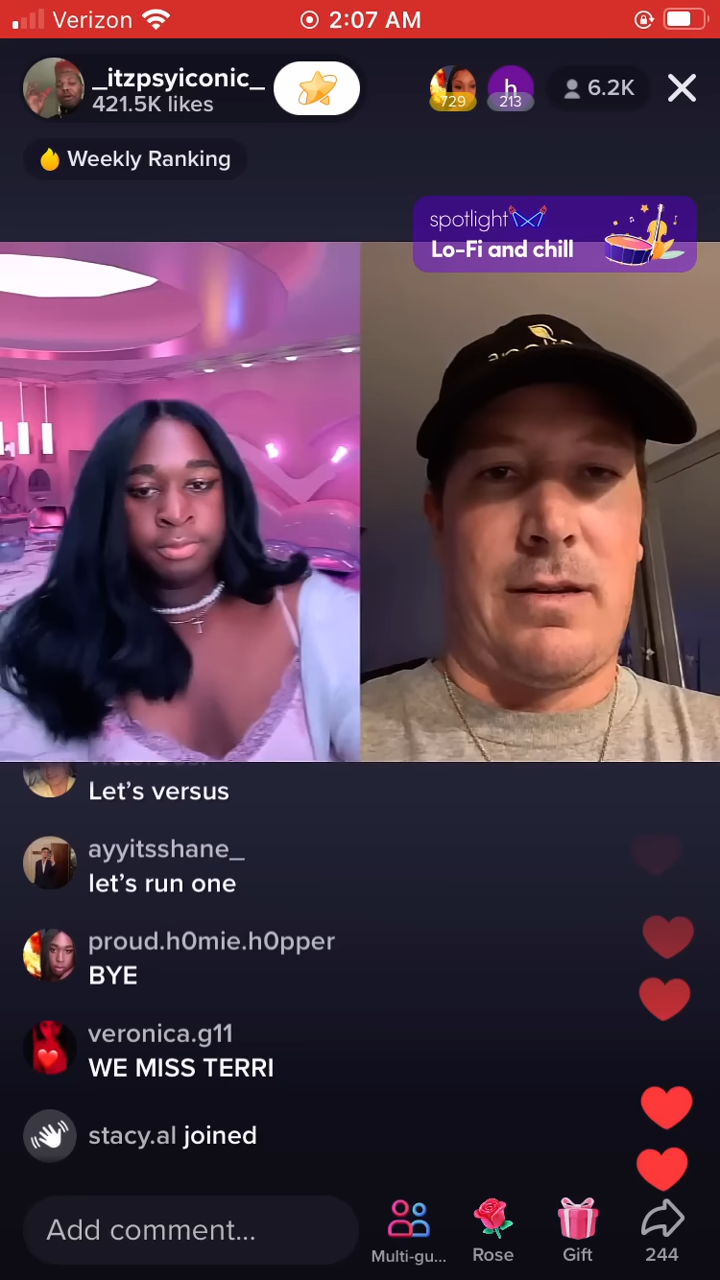 Verizon
2:07 AM
_itzpsyiconic_
421.5K likes
729
h
213
6.2K
Weekly Ranking
spotlight
Lo-Fi and chill
Let's versus
ayyitsshane_
let's run one
proud.h0mie.h0pper
BYE
veronica.g11
WE MISS TERRI
stacy.al joined
Add comment...
Multi-gu...
Rose
Gift
244